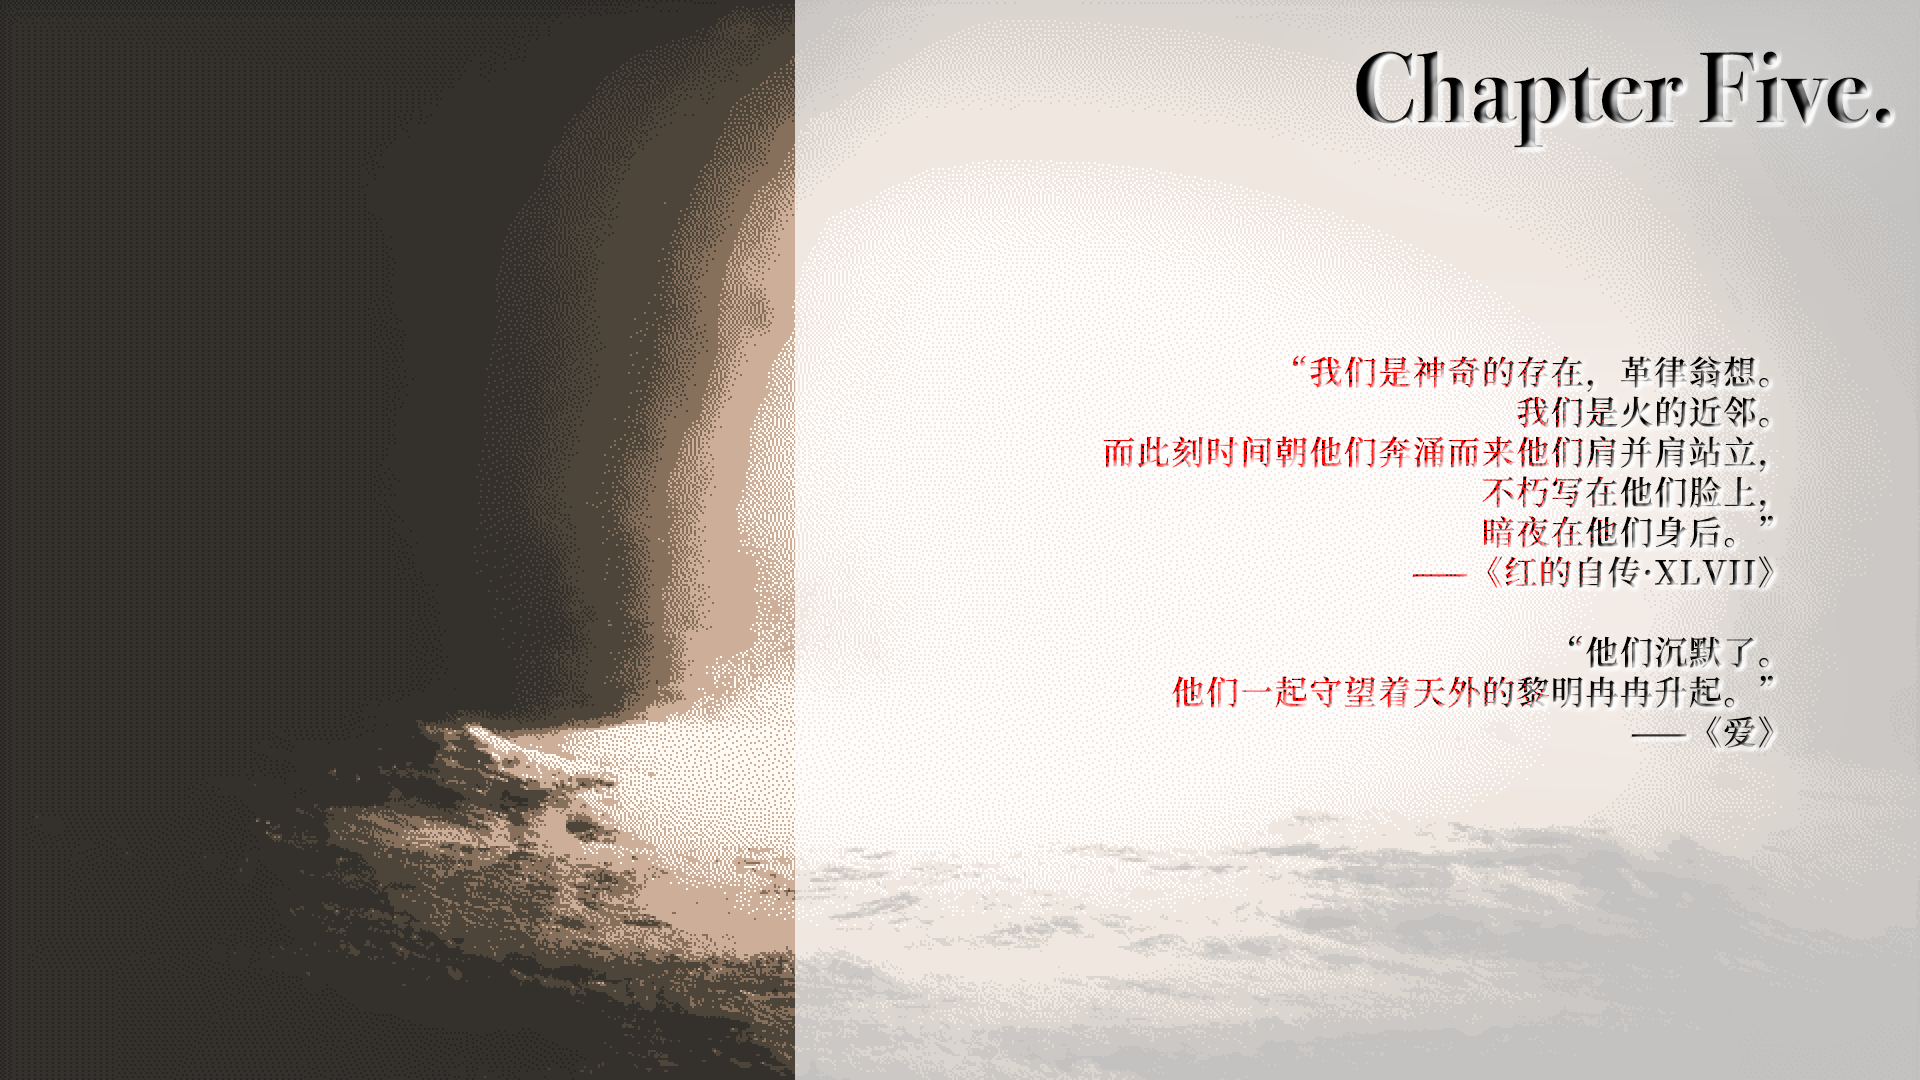 Chapter Five.
“我们是神奇的存在，革律翁想。
我们是火的近邻。
而此刻时间朝他们奔涌而来他们肩并肩站立，
不朽写在他们脸上，
暗夜在他们身后。”
——《红的自传·XLVII》
“他们沉默了。
他们一起守望着天外的黎明冉冉升起。”
——《爱》